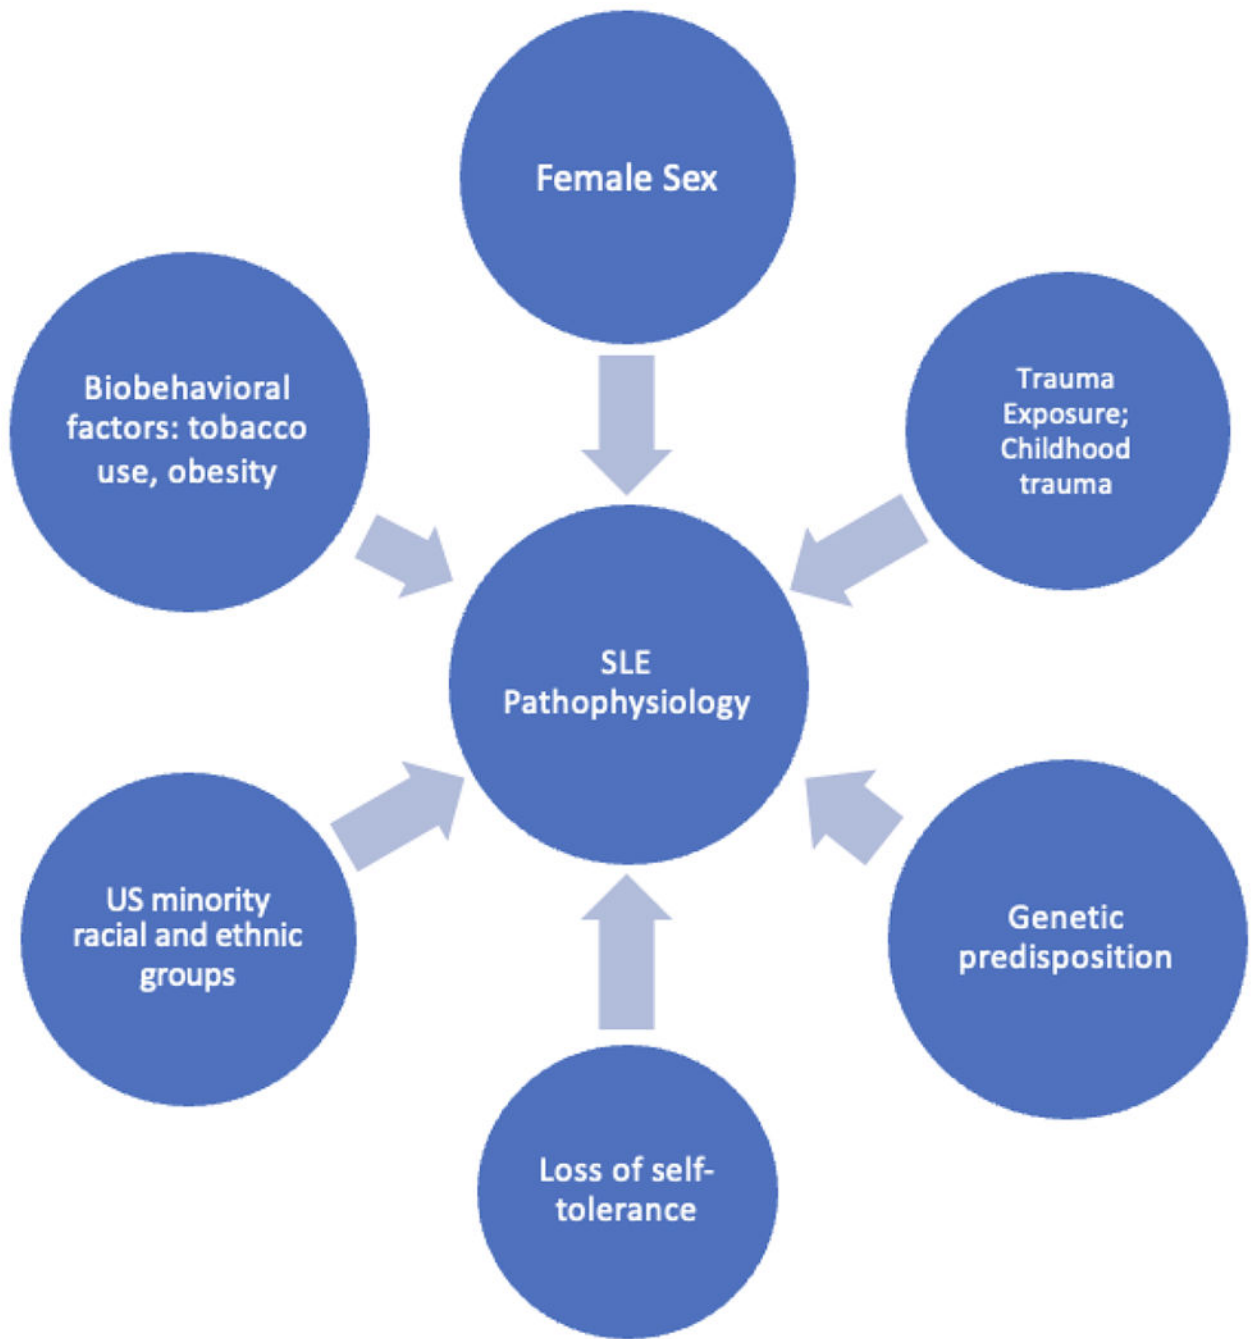 Female Sex
Biobehavioral
factors: tobacco
use, obesity
Trauma
Exposure;
Childhood
trauma
SLE
Pathophysiology
US minority
racial and ethnic
groups
Genetic
predisposition
Loss of self-
tolerance